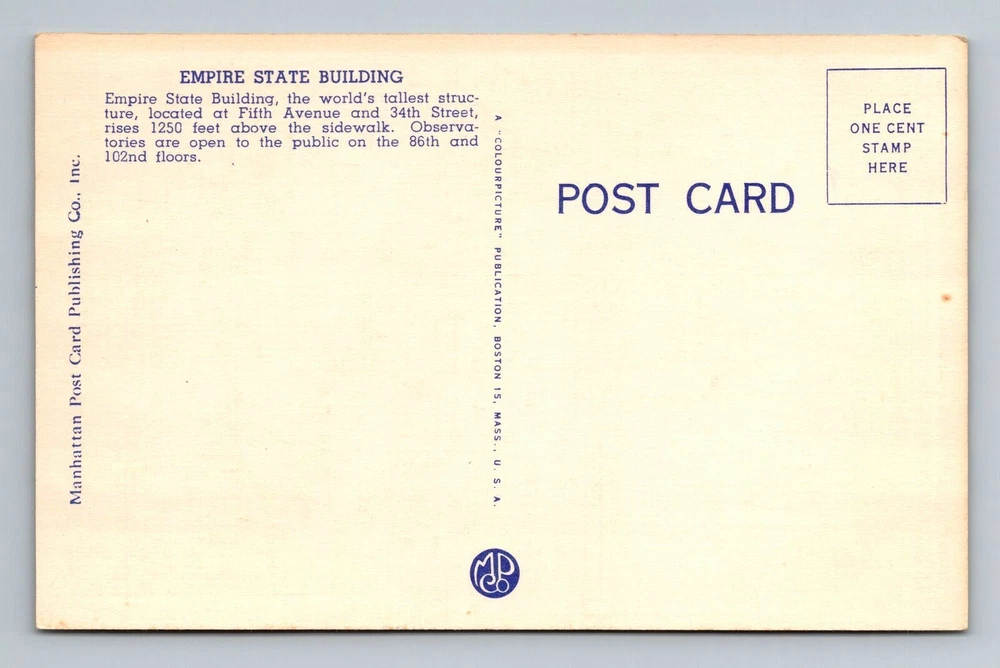 EMPIRE STATE BUILDING
Empire State Building, the world's tallest struc-
ture, located at Fifth Avenue and 34th Street,
rises 1250 feet above the sidewalk. Observa-
tories are open to the public on the 86th and
102nd floors.
Manhattan Post Card Publishing Co., Inc.
A "COLOURPICTURE" PUBLICATION, BOSTON 15, MASS., U. S. A.
POST CARD
PLACE
ONE CENT
STAMP
HERE
MPCo